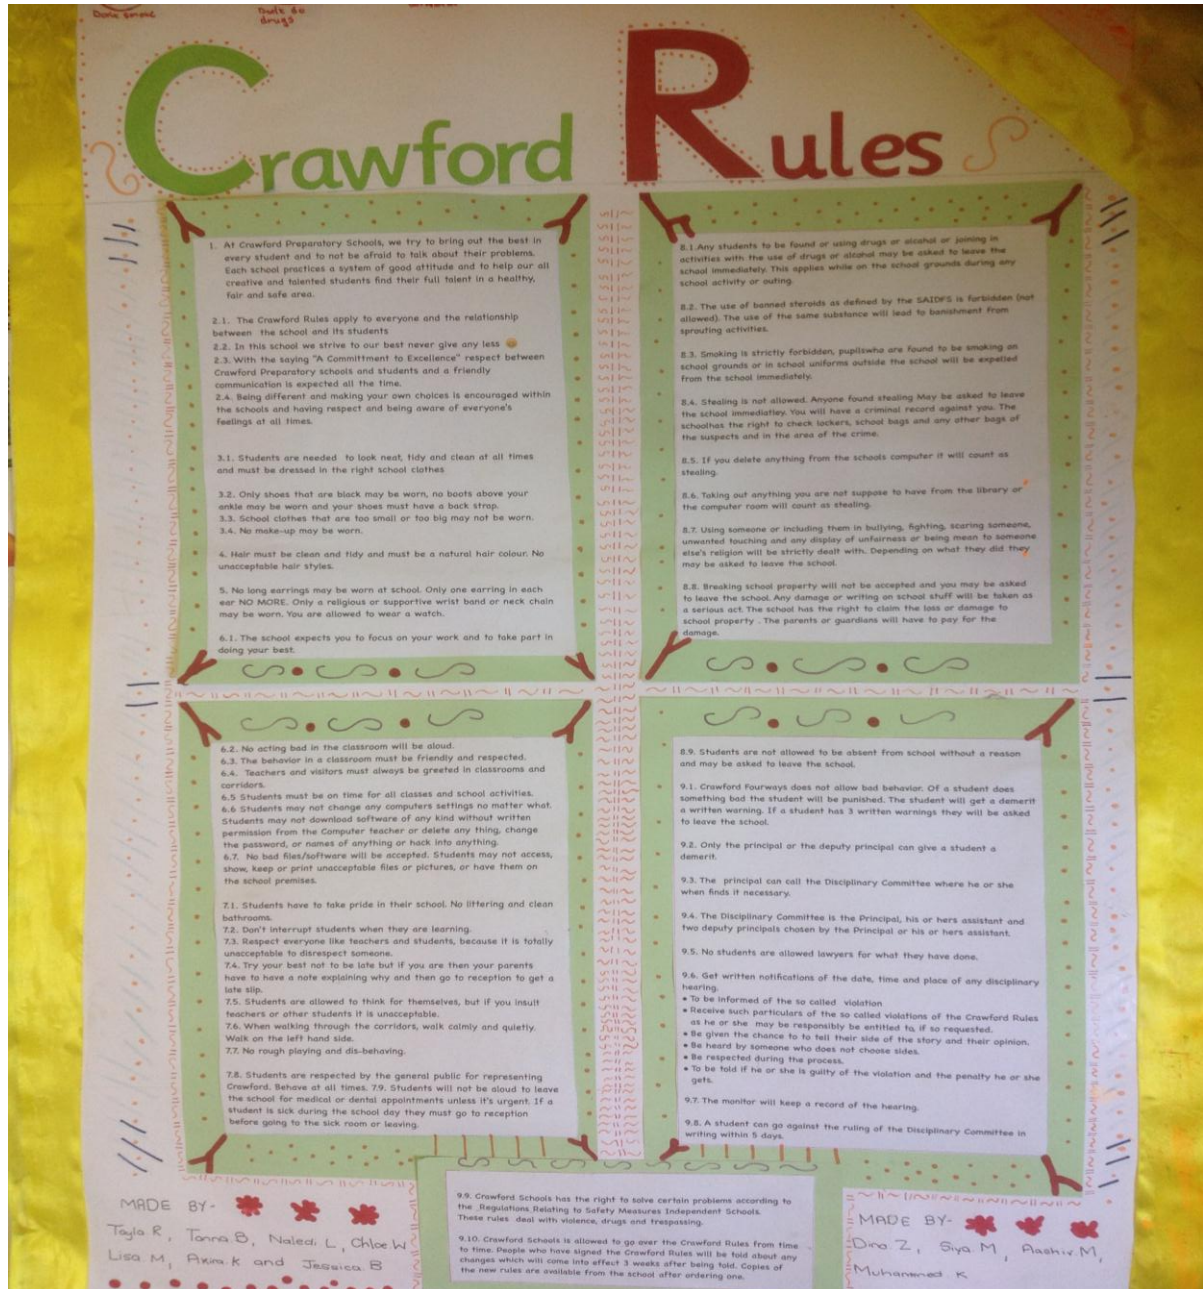 Dont smoke
Dont do
drugs
Crawford Rules
1. At Crawford Preparatory Schools, we try to bring out the best in
every student and to not be afraid to talk about their problems.
Each school practices a system of good attitude and to help our all
creative and talented students find their full talent in a healthy,
fair and safe area.
2.1. The Crawford Rules apply to everyone and the relationship
between the school and its students
2.2. In this school we strive to our best never give any less
2.3. With the saying "A Committment to Excellence" respect between
Crawford Preparatory schools and students and a friendly
communication is expected all the time.
2.4. Being different and making your own choices is encouraged within
the schools and having respect and being aware of everyone's
feelings at all times.
3.1. Students are needed to look neat, tidy and clean at all times
and must be dressed in the right school clothes
3.2. Only shoes that are black may be worn, no boots above your
ankle may be worn and your shoes must have a back strap.
3.3. School clothes that are too small or too big may not be worn.
3.4. No make-up may be worn.
4. Hair must be clean and tidy and must be a natural hair colour. No
unacceptable hair styles.
5. No long earrings may be worn at school. Only one earring in each
ear NO MORE. Only a religious or supportive wrist band or neck chain
may be worn. You are allowed to wear a watch.
6.1. The school expects you to focus on your work and to take part in
doing your best.
6.2. No acting bad in the classroom will be aloud.
6.3. The behavior in a classroom must be friendly and respected.
6.4. Teachers and visitors must always be greeted in classrooms and
corridors.
6.5 Students must be on time for all classes and school activities.
6.6 Students may not change any computers settings no matter what.
Students may not download software of any kind without written
permission from the Computer teacher or delete any thing, change
the password, or names of anything or hack into anything.
6.7. No bad files/software will be accepted. Students may not access,
show, keep or print unacceptable files or pictures, or have them on
the school premises.
7.1. Students have to take pride in their school. No littering and clean
bathrooms.
7.2. Don't interrupt students when they are learning.
7.3. Respect everyone like teachers and students, because it is totally
unacceptable to disrespect someone.
7.4. Try your best not to be late but if you are then your parents
have to have a note explaining why and then go to reception to get a
late slip.
7.5. Students are allowed to think for themselves, but if you insult
teachers or other students it is unacceptable.
7.6. When walking through the corridors, walk calmly and quietly.
Walk on the left hand side.
7.7. No rough playing and dis-behaving.
7.8. Students are respected by the general public for representing
Crawford. Behave at all times. 7.9. Students will not be aloud to leave
the school for medical or dental appointments unless it's urgent. If a
student is sick during the school day they must go to reception
before going to the sick room or leaving.
8.1.Any students to be found or using drugs or alcohol or joining in
activities with the use of drugs or alcohol may be asked to leave the
school immediately. This applies while on the school grounds during any
school activity or outing.
8.2. The use of banned steroids as defined by the SAIDFS is forbidden (not
allowed). The use of the same substance will lead to banishment from
sprouting activities.
8.3. Smoking is strictly forbidden, pupilswho are found to be smoking on
school grounds or in school uniforms outside the school will be expelled
from the school immediately.
8.4. Stealing is not allowed. Anyone found stealing May be asked to leave
the school immediatley. You will have a criminal record against you. The
schoolhas the right to check lockers, school bags and any other bags of
the suspects and in the area of the crime.
8.5. If you delete anything from the schools computer it will count as
stealing.
8.6. Taking out anything you are not suppose to have from the library or
the computer room will count as stealing.
8.7. Using someone or including them in bullying, fighting, scaring someone,
unwanted touching and any display of unfairness or being mean to someone
else's religion will be strictly dealt with. Depending on what they did they
may be asked to leave the school.
8.8. Breaking school property will not be accepted and you may be asked
to leave the school. Any damage or writing on school stuff will be taken as
a serious act. The school has the right to claim the loss or damage to
school property . The parents or guardians will have to pay for the
damage.
8.9. Students are not allowed to be absent from school without a reason
and may be asked to leave the school.
9.1. Crawford Fourways does not allow bad behavior. Of a student does
something bad the student will be punished. The student will get a demerit
a written warning. If a student has 3 written warnings they will be asked
to leave the school.
9.2. Only the principal or the deputy principal can give a student a
demerit.
9.3. The principal can call the Disciplinary Committee where he or she
when finds it necessary.
9.4. The Disciplinary Committee is the Principal, his or hers assistant and
two deputy principals chosen by the Principal or his or hers assistant.
9.5. No students are allowed lawyers for what they have done.
9.6. Get written notifications of the date, time and place of any disciplinary
hearing.
• To be informed of the so called violation
• Receive such particulars of the so called violations of the Crawford Rules
as he or she may be responsibly be entitled to, if so requested.
• Be given the chance to to tell their side of the story and their opinion.
• Be heard by someone who does not choose sides.
• Be respected during the process.
• To be told if he or she is guilty of the violation and the penalty he or she
gets.
9.7. The monitor will keep a record of the hearing.
9.8. A student can go against the ruling of the Disciplinary Committee in
writing within 5 days.
9.9. Crawford Schools has the right to solve certain problems according to
the Regulations Relating to Safety Measures Independent Schools.
These rules deal with violence, drugs and trespassing.
9.10. Crawford Schools is allowed to go over the Crawford Rules from time
to time. People who have signed the Crawford Rules will be told about any
changes which will come into effect 3 weeks after being told. Copies of
the new rules are available from the school after ordering one.
MADE BY-
Tayla R, Tanna B, Naledi L, Chloe W
Lisa M, Akira K and Jessica B
MADE BY-
Dino Z, Siya M, Aashir M,
Muhammed K